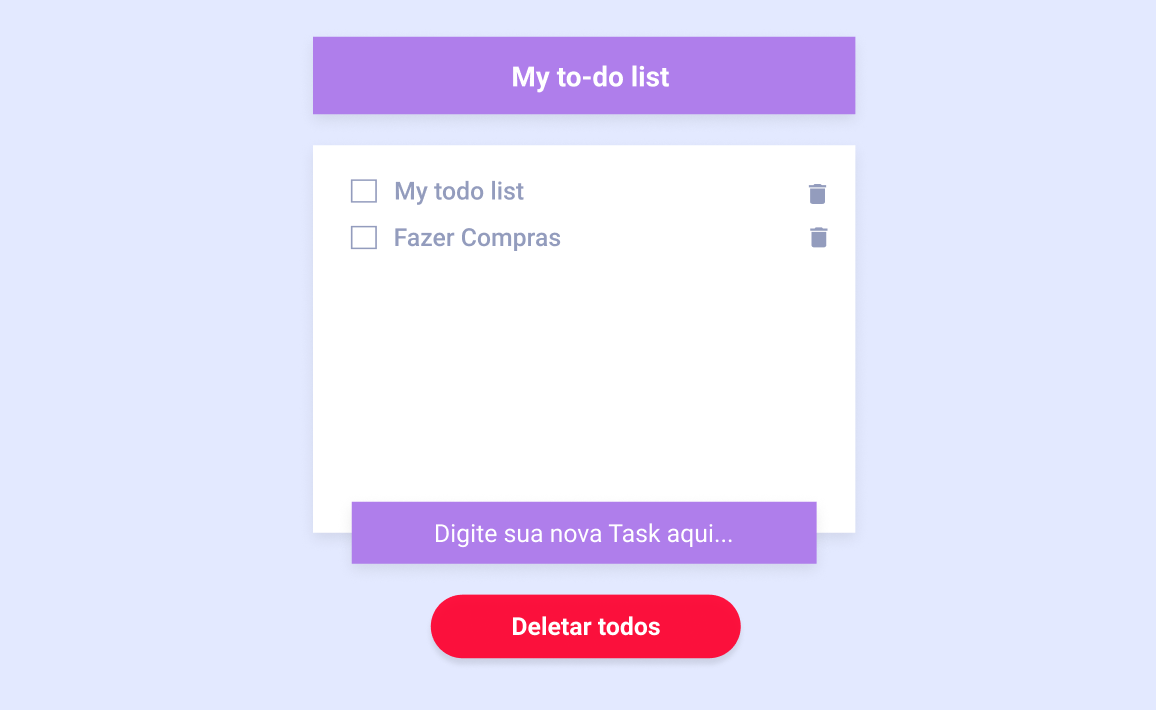 My to-do list
My todo list
Fazer Compras
Digite sua nova Task aqui...
Deletar todos